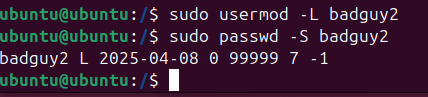 ubuntu@ubuntu:/$ sudo usermod -L badguy2
ubuntu@ubuntu:/$ sudo passwd -S badguy2
badguy2 L 2025-04-08 0 99999 7 -1
ubuntu@ubuntu:/$